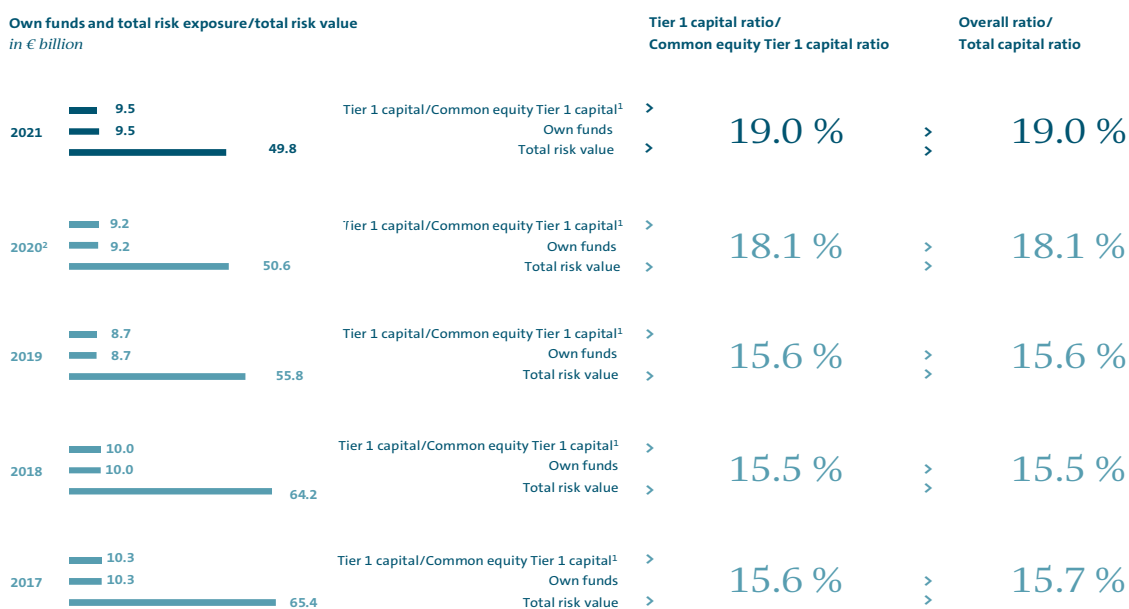 Own funds and total risk exposure/total risk value
in € billion
Tier 1 capital ratio/
Common equity Tier 1 capital ratio
Overall ratio/
Total capital ratio
2021
9.5
9.5
49.8
Tier 1 capital/Common equity Tier 1 capital¹ >
Own funds
Total risk value >
19.0 %
>
>
19.0 %
2020²
9.2
9.2
50.6
Tier 1 capital/Common equity Tier 1 capital¹ >
Own funds
Total risk value >
18.1 %
>
>
18.1 %
2019
8.7
8.7
55.8
Tier 1 capital/Common equity Tier 1 capital¹ >
Own funds
Total risk value >
15.6 %
>
>
15.6 %
2018
10.0
10.0
64.2
Tier 1 capital/Common equity Tier 1 capital¹ >
Own funds
Total risk value >
15.5 %
>
>
15.5 %
2017
10.3
10.3
65.4
Tier 1 capital/Common equity Tier 1 capital¹ >
Own funds
Total risk value >
15.6 %
>
>
15.7 %